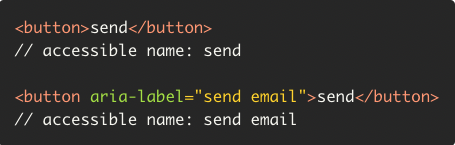 <button>send</button>
// accessible name: send
<button aria-label="send email">send</button>
// accessible name: send email